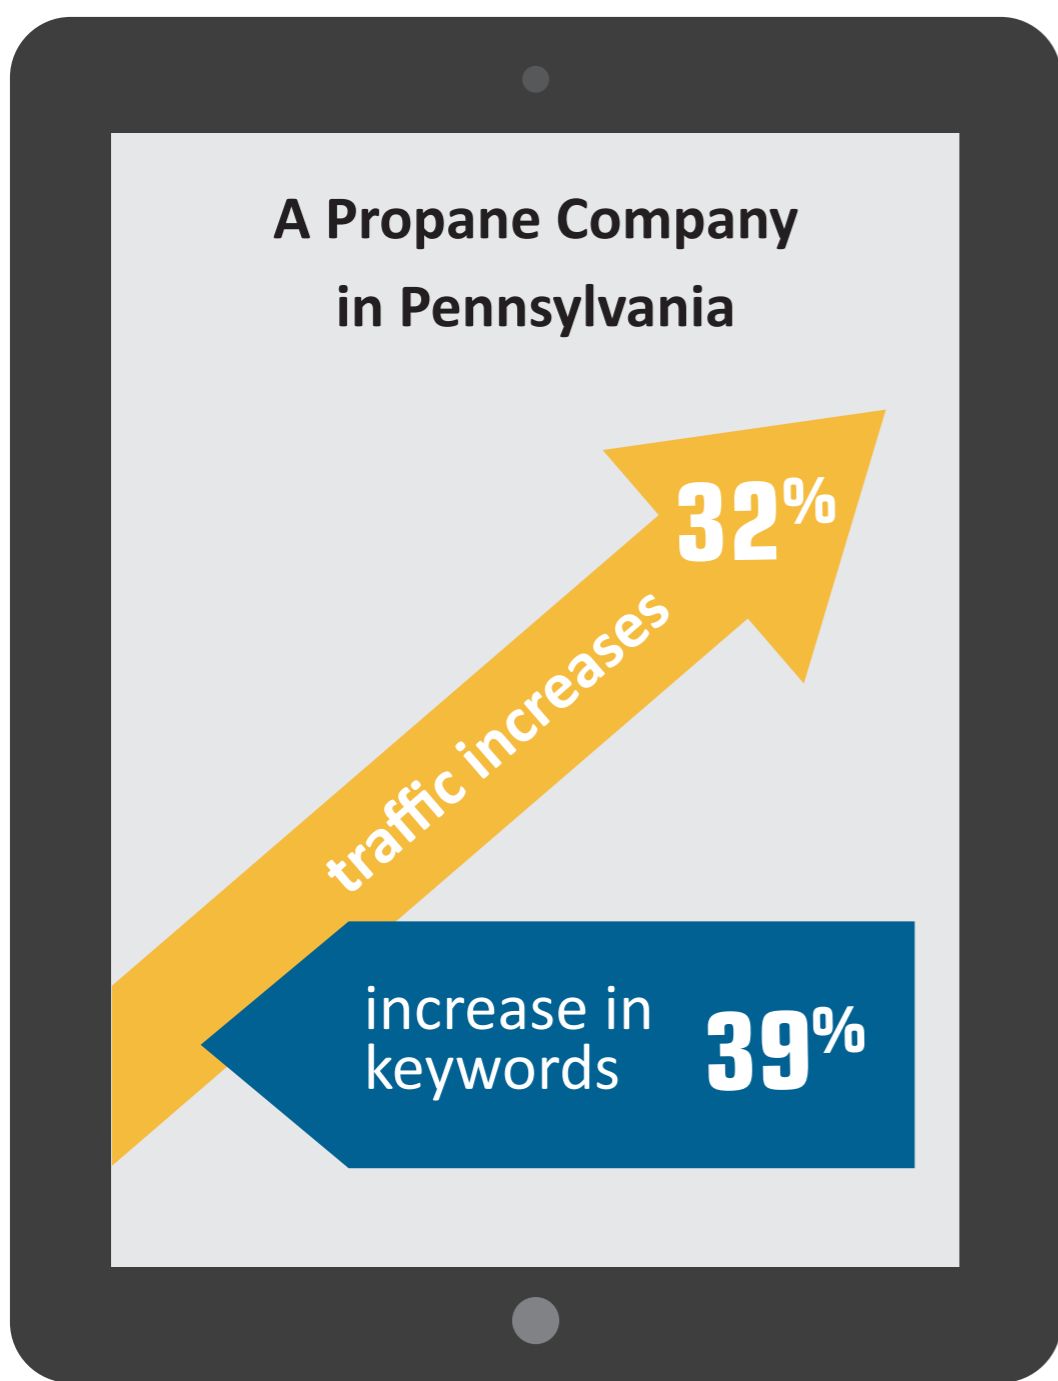 A Propane Company
in Pennsylvania
32%
traffic increases
increase in
keywords
39%